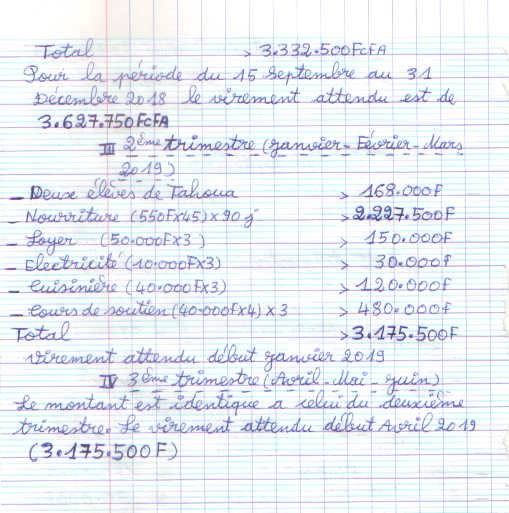 Total > 3.332.500FcFA
Pour la période du 15 Septembre au 31
Décembre 2018 le virement attendu est de
3.627.750FcFA
III 2ème trimestre (janvier - Février - Mars
2019)
- Deux élèves de Tahoua > 168.000F
- Nourriture (550Fx45) x 90 j > 2.227.500F
- Loyer (50.000Fx3) > 150.000F
- Electricité (10.000Fx3) > 30.000F
- Cuisinière (40.000Fx3) > 120.000F
- Cours de soutien (40.000Fx4) x 3 > 480.000F
Total > 3.175.500F
Virement attendu début janvier 2019
IV 3ème trimestre (Avril - Mai - juin)
Le montant est identique a celui du deuxième
trimestre. Le virement attendu début Avril 2019
(3.175.500F)